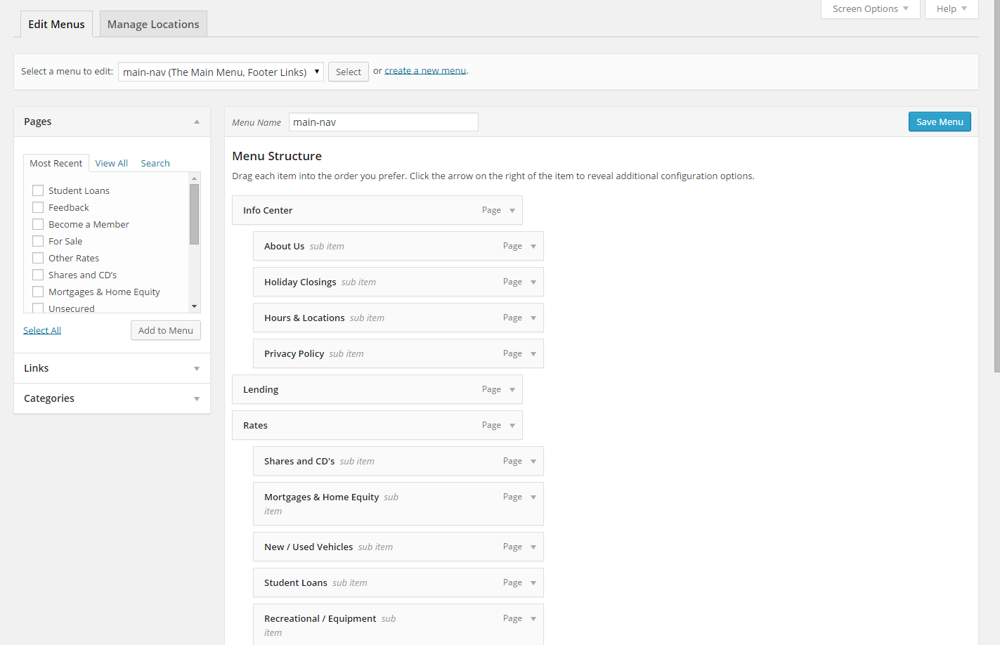 Screen Options
Help
Edit Menus
Manage Locations
Select a menu to edit: main-nav (The Main Menu, Footer Links) Select or create a new menu.
Pages
Most Recent View All Search
Student Loans
Feedback
Become a Member
For Sale
Other Rates
Shares and CD’s
Mortgages & Home Equity
Unsecured
Select All
Add to Menu
Links
Categories
Menu Name main-nav
Save Menu
Menu Structure
Drag each item into the order you prefer. Click the arrow on the right of the item to reveal additional configuration options.
Info Center Page
About Us sub item Page
Holiday Closings sub item Page
Hours & Locations sub item Page
Privacy Policy sub item Page
Lending Page
Rates Page
Shares and CD's sub item Page
Mortgages & Home Equity sub Page
item
New / Used Vehicles sub item Page
Student Loans sub item Page
Recreational / Equipment sub Page
item